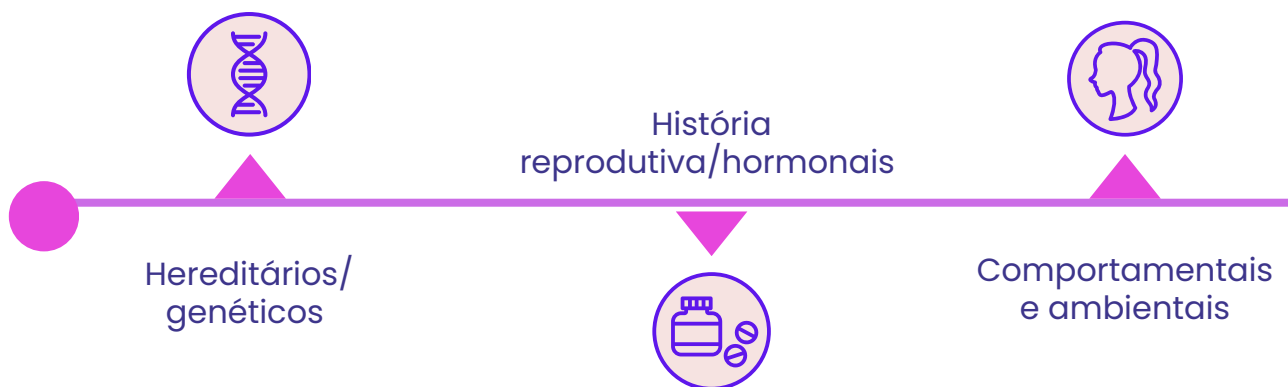 Hereditários/
genéticos
História
reprodutiva/hormonais
Comportamentais
e ambientais